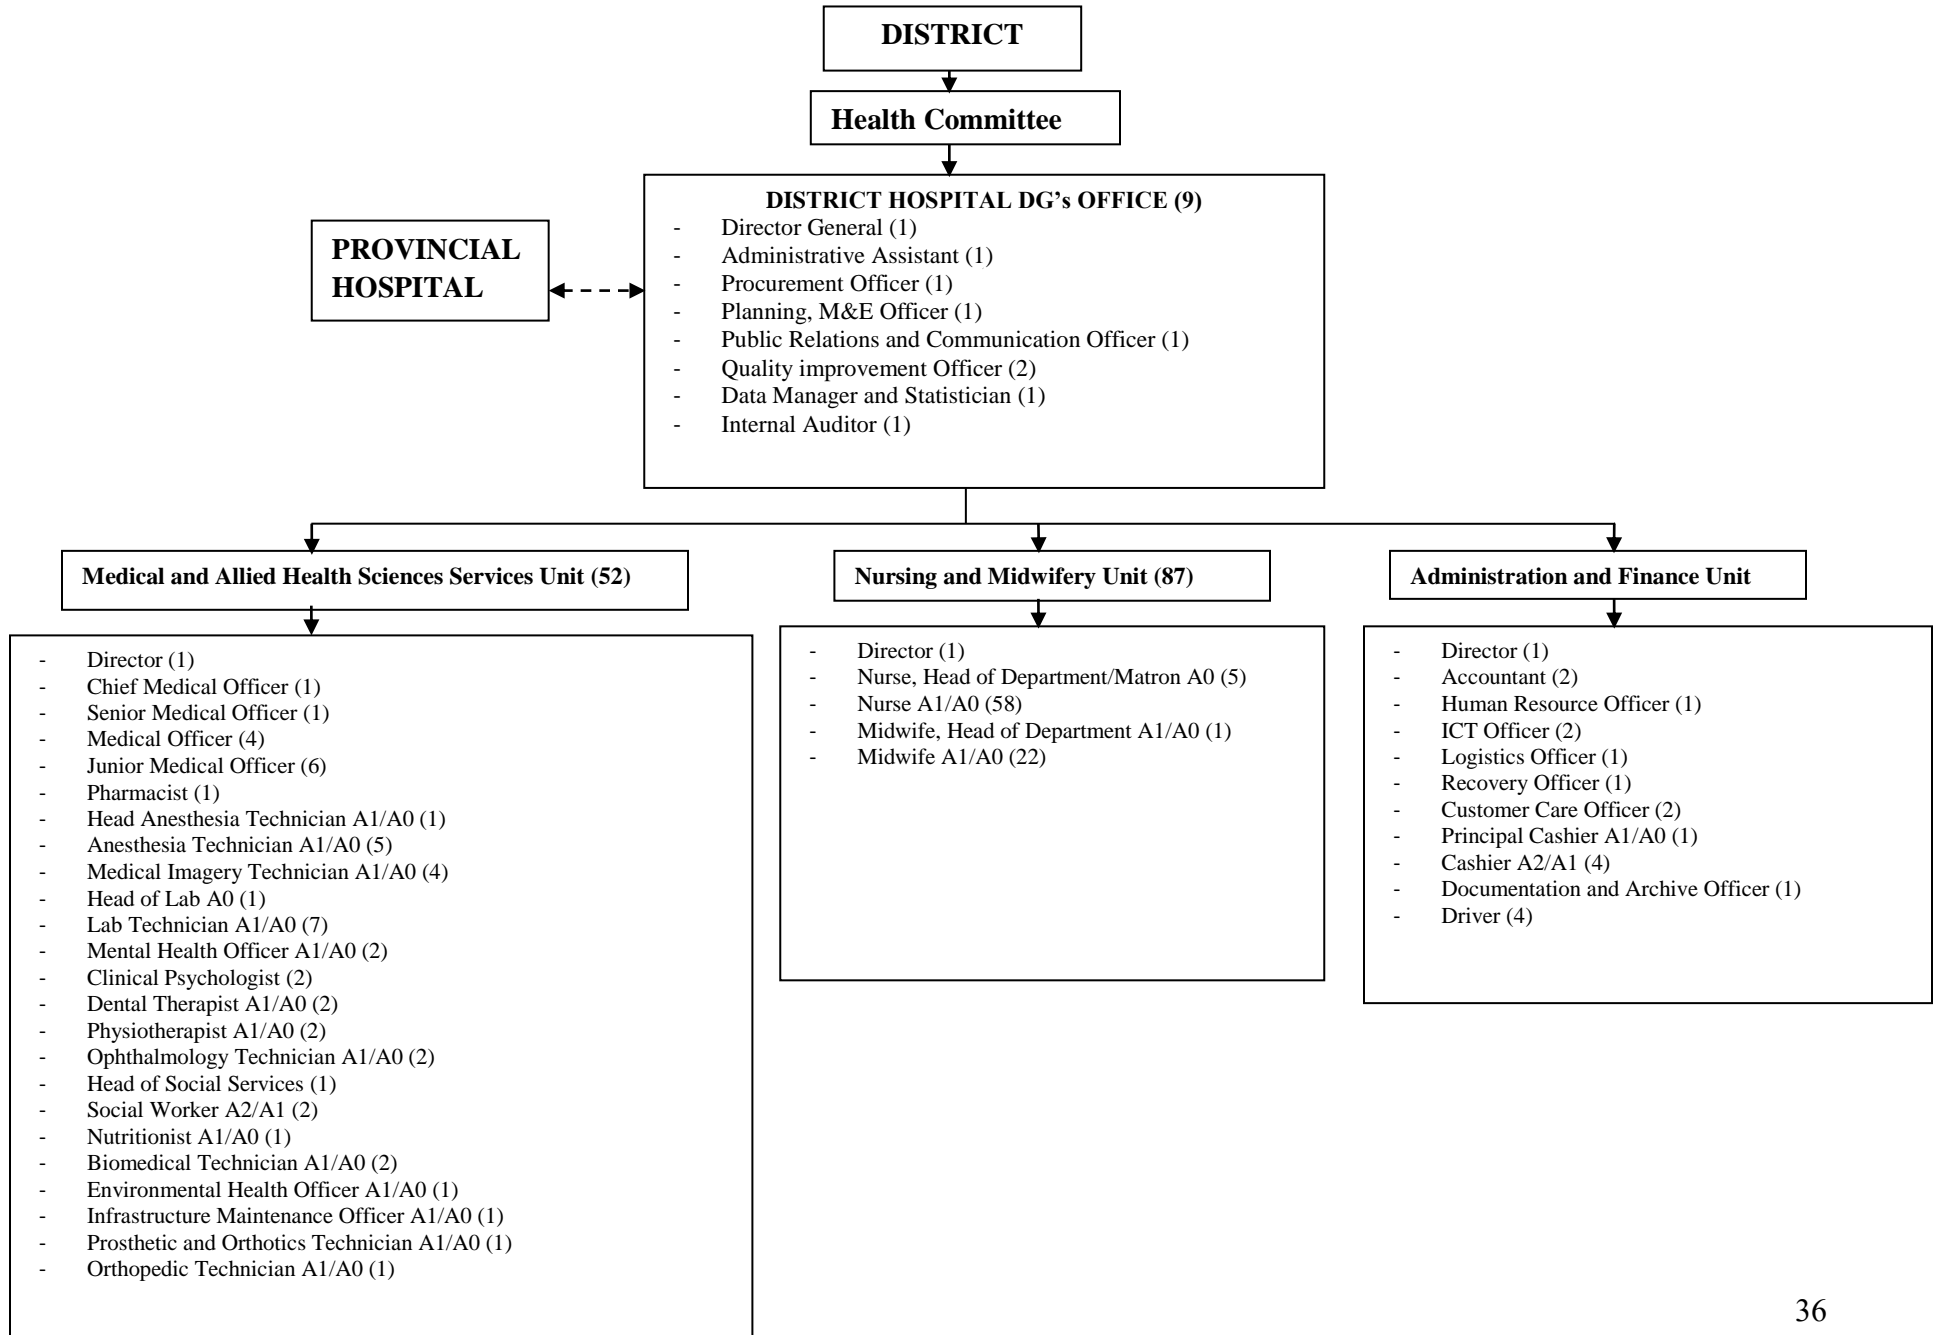 DISTRICT
Health Committee
PROVINCIAL
HOSPITAL
DISTRICT HOSPITAL DG’s OFFICE (9)
- Director General (1)
- Administrative Assistant (1)
- Procurement Officer (1)
- Planning, M&E Officer (1)
- Public Relations and Communication Officer (1)
- Quality improvement Officer (2)
- Data Manager and Statistician (1)
- Internal Auditor (1)
Medical and Allied Health Sciences Services Unit (52)
- Director (1)
- Chief Medical Officer (1)
- Senior Medical Officer (1)
- Medical Officer (4)
- Junior Medical Officer (6)
- Pharmacist (1)
- Head Anesthesia Technician A1/A0 (1)
- Anesthesia Technician A1/A0 (5)
- Medical Imagery Technician A1/A0 (4)
- Head of Lab A0 (1)
- Lab Technician A1/A0 (7)
- Mental Health Officer A1/A0 (2)
- Clinical Psychologist (2)
- Dental Therapist A1/A0 (2)
- Physiotherapist A1/A0 (2)
- Ophthalmology Technician A1/A0 (2)
- Head of Social Services (1)
- Social Worker A2/A1 (2)
- Nutritionist A1/A0 (1)
- Biomedical Technician A1/A0 (2)
- Environmental Health Officer A1/A0 (1)
- Infrastructure Maintenance Officer A1/A0 (1)
- Prosthetic and Orthotics Technician A1/A0 (1)
- Orthopedic Technician A1/A0 (1)
Nursing and Midwifery Unit (87)
- Director (1)
- Nurse, Head of Department/Matron A0 (5)
- Nurse A1/A0 (58)
- Midwife, Head of Department A1/A0 (1)
- Midwife A1/A0 (22)
Administration and Finance Unit
- Director (1)
- Accountant (2)
- Human Resource Officer (1)
- ICT Officer (2)
- Logistics Officer (1)
- Recovery Officer (1)
- Customer Care Officer (2)
- Principal Cashier A1/A0 (1)
- Cashier A2/A1 (4)
- Documentation and Archive Officer (1)
- Driver (4)
36